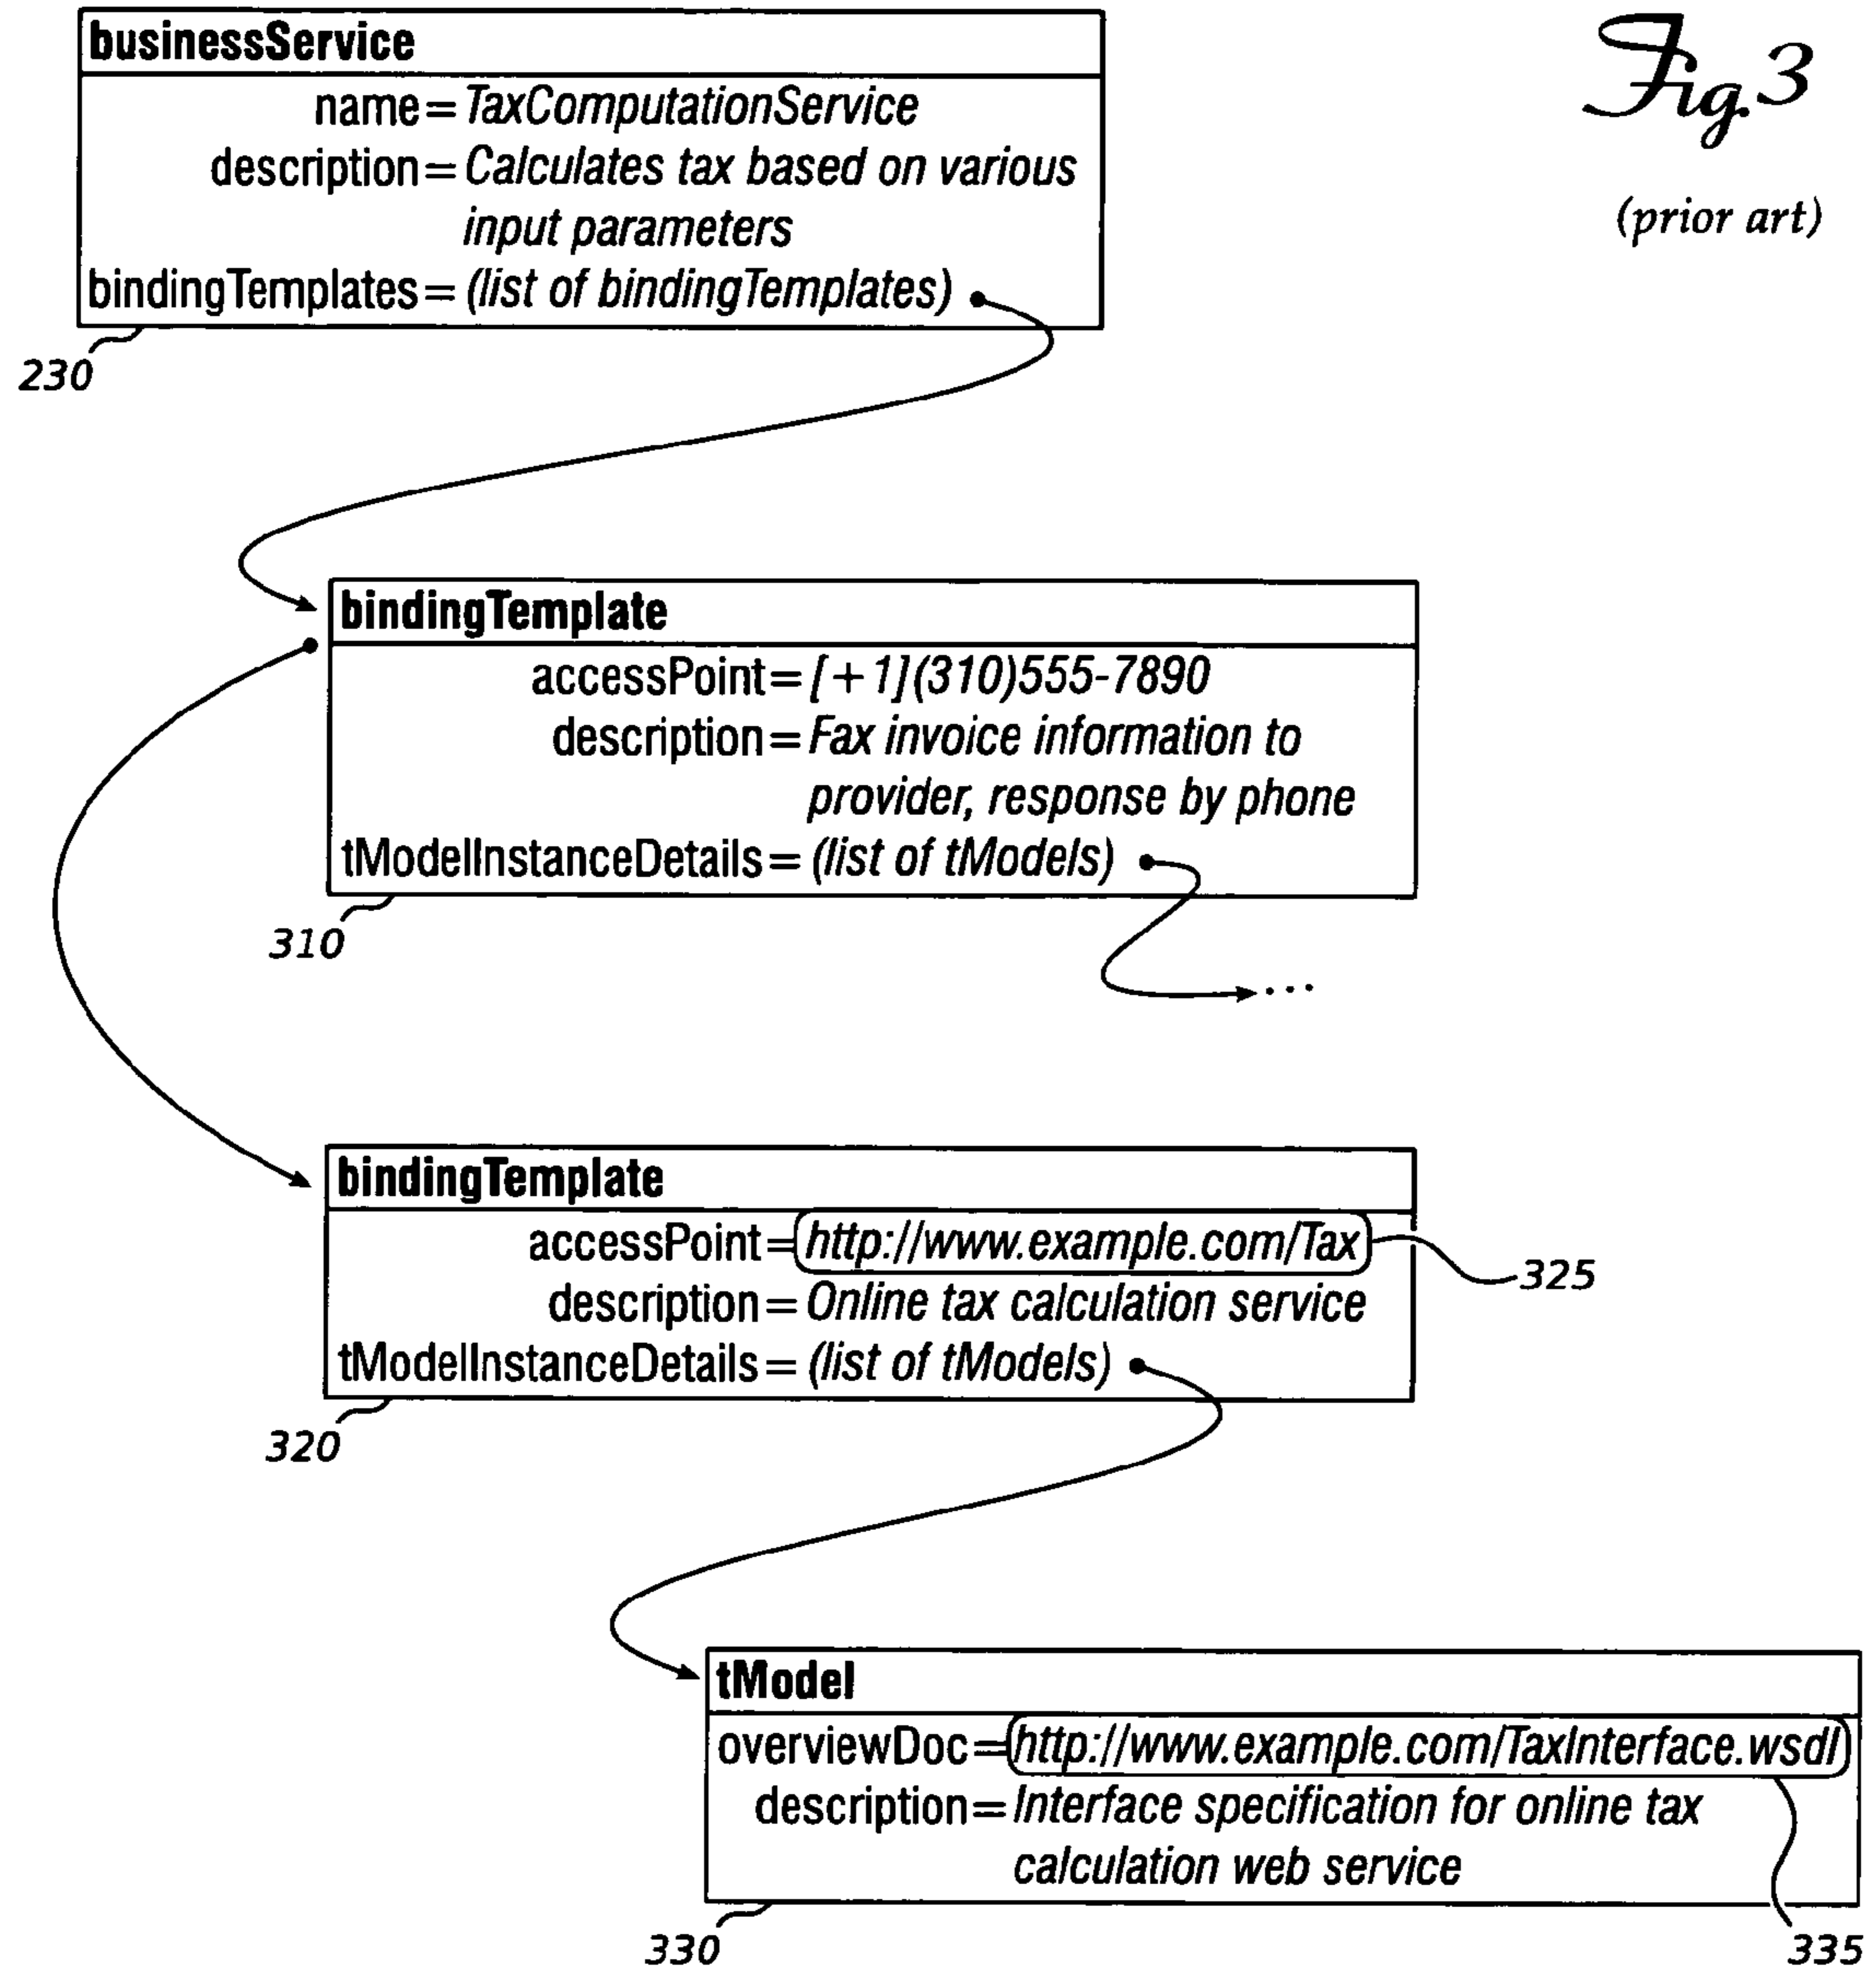 Fig. 3
(prior art)
businessService
name = TaxComputationService
description = Calculates tax based on various
input parameters
bindingTemplates = (list of bindingTemplates)
230
bindingTemplate
accessPoint = [+1](310)555-7890
description = Fax invoice information to
provider, response by phone
tModelInstanceDetails = (list of tModels)
310
...
bindingTemplate
accessPoint = http://www.example.com/Tax
325
description = Online tax calculation service
tModelInstanceDetails = (list of tModels)
320
tModel
overviewDoc = http://www.example.com/TaxInterface.wsdl
description = Interface specification for online tax
calculation web service
330
335